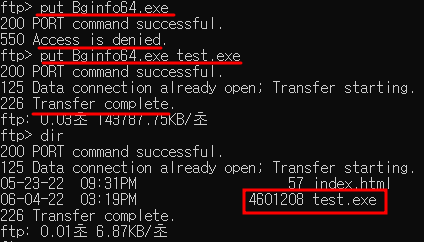 ftp> put Bginfo64.exe
200 PORT command successful.
550 Access is denied.
ftp> put Bginfo64.exe test.exe
200 PORT command successful.
125 Data connection already open; Transfer starting.
226 Transfer complete.
ftp: 0.03초 143787.75KB/초
ftp> dir
200 PORT command successful.
125 Data connection already open; Transfer starting.
05-23-22 09:31PM 57 index.html
06-04-22 03:19PM 4601208 test.exe
226 Transfer complete.
ftp: 0.01초 6.87KB/초
ftp>